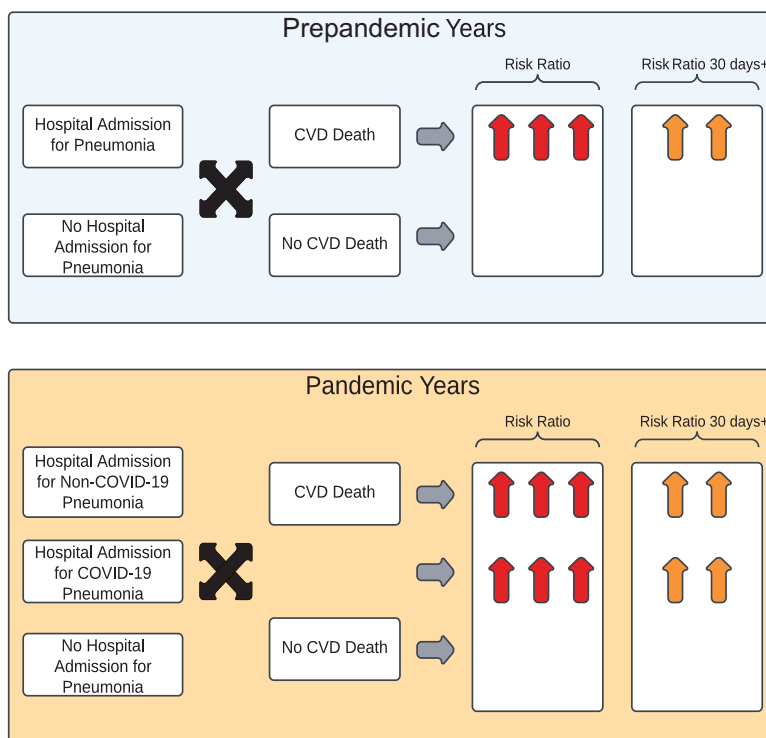 Prepandemic Years
Risk Ratio
Risk Ratio 30 days+
Hospital Admission
for Pneumonia
CVD Death
No Hospital
Admission for
Pneumonia
No CVD Death
Pandemic Years
Risk Ratio
Risk Ratio 30 days+
Hospital Admission
for Non-COVID-19
Pneumonia
CVD Death
Hospital Admission
for COVID-19
Pneumonia
No Hospital
Admission for
Pneumonia
No CVD Death